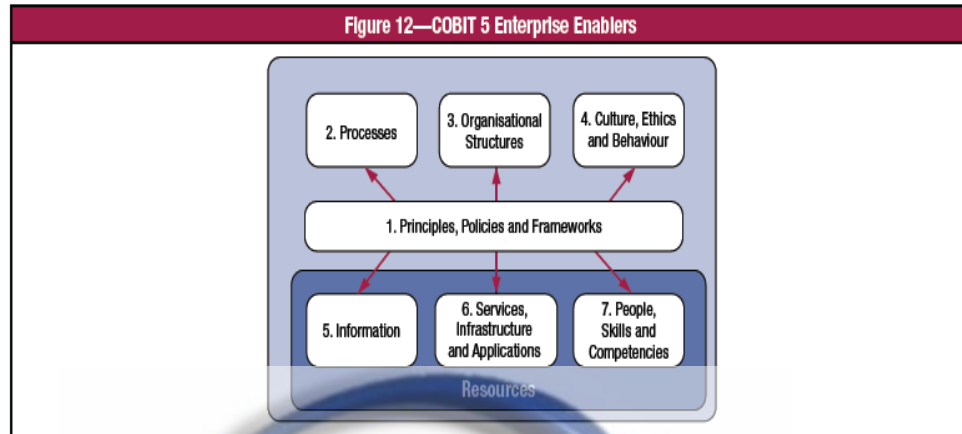 Figure 12—COBIT 5 Enterprise Enablers
2. Processes
3. Organisational
Structures
4. Culture, Ethics
and Behaviour
1. Principles, Policies and Frameworks
5. Information
6. Services,
Infrastructure
and Applications
7. People,
Skills and
Competencies
Resources